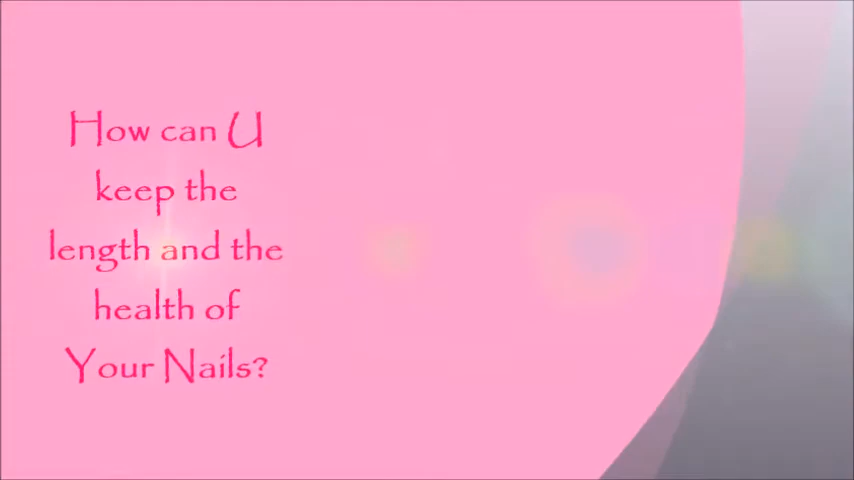 How can U
keep the
length and the
health of
Your Nails?